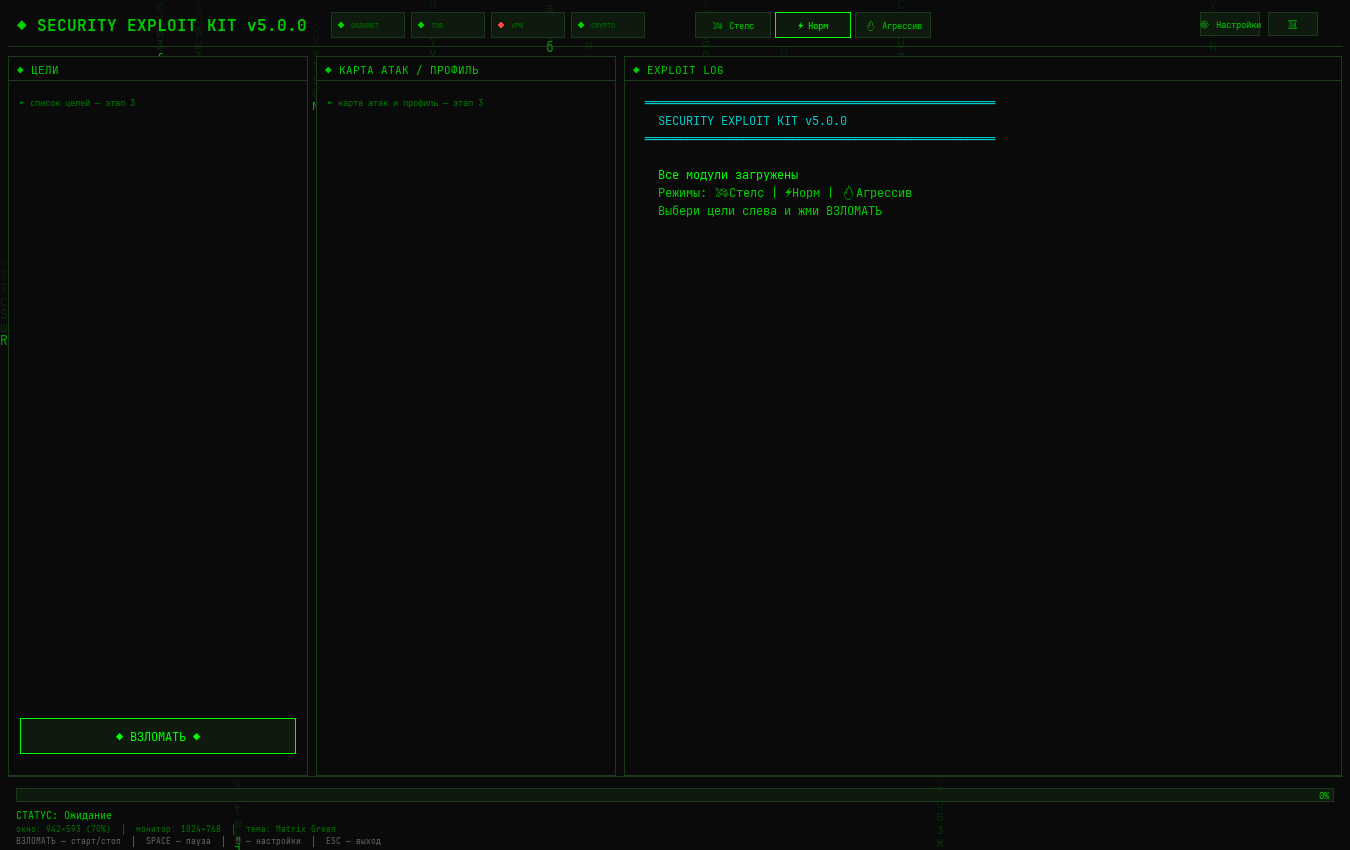 ◆ SECURITY EXPLOIT KIT v5.0.0
◆ DARKNET ◆ TOR ◆ VPN ◆ CRYPTO
Стелс ⚡ Норм Агрессив
Настройки
◆ ЦЕЛИ
← список целей — этап 3
◆ ВЗЛОМАТЬ ◆
◆ КАРТА АТАК / ПРОФИЛЬ
← карта атак и профиль — этап 3
◆ EXPLOIT LOG
SECURITY EXPLOIT KIT v5.0.0
Все модули загружены
Режимы: Стелс | ⚡Норм | Агрессив
Выбери цели слева и жми ВЗЛОМАТЬ
0%
СТАТУС: Ожидание
окно: 942×593 (70%) | монитор: 1024×768 | тема: Matrix Green
ВЗЛОМАТЬ — старт/стоп | SPACE — пауза | — настройки | ESC — выход